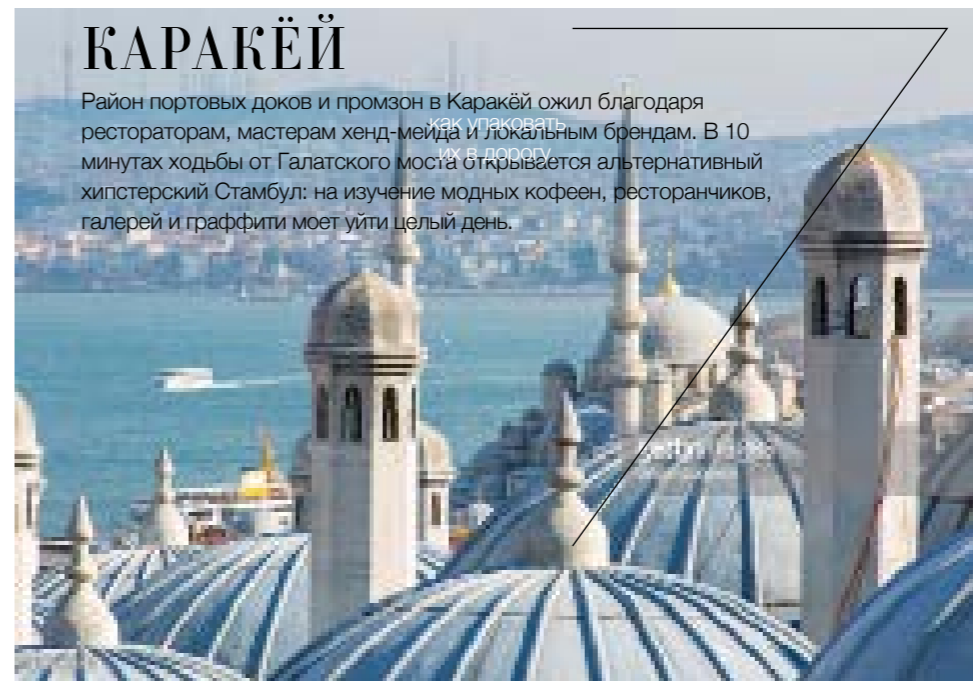 КАРАКЁЙ
Район портовых доков и промзон в Каракёй ожил благодаря
рестораторам, мастерам хенд-мейда и локальным брендам. В 10
минутах ходьбы от Галатского моста открывается альтернативный
хипстерский Стамбул: на изучение модных кофеен, ресторанчиков,
галерей и граффити моет уйти целый день.
как упаковать
их в дорогу